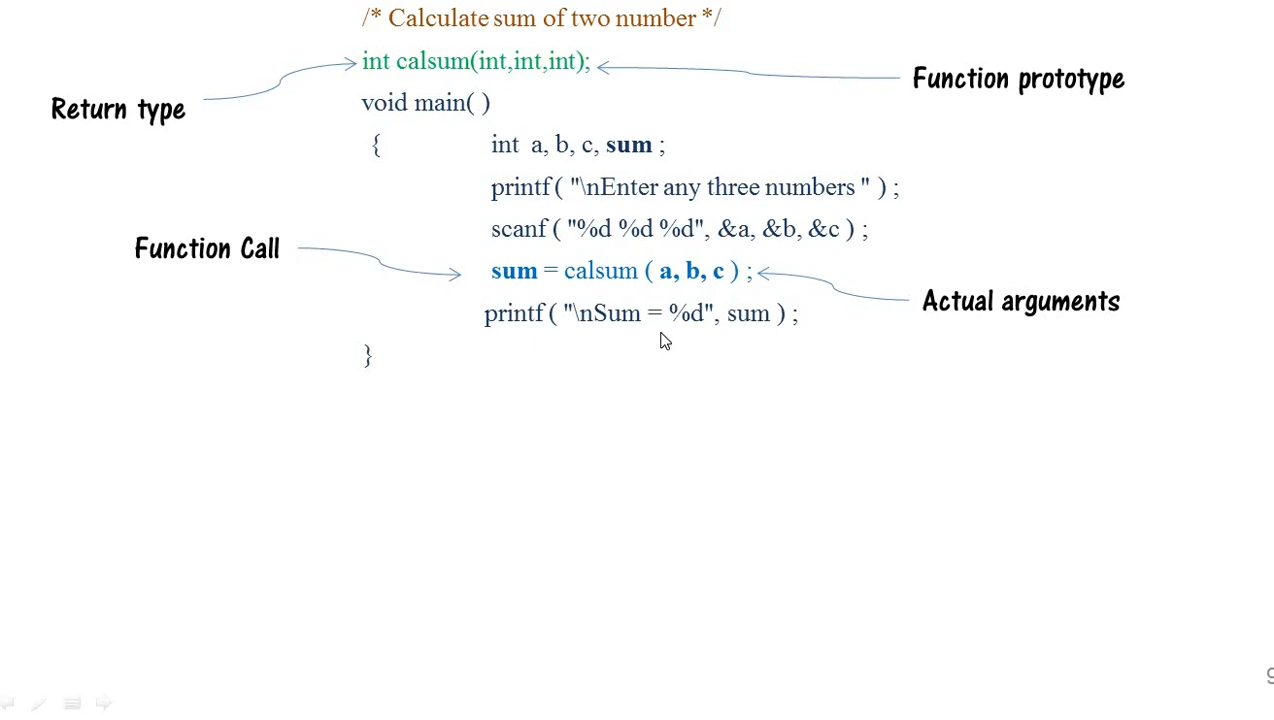 /* Calculate sum of two number */
int calsum(int,int,int);
Function prototype
Return type
void main( )
{ int a, b, c, sum ;
printf ( "\nEnter any three numbers " ) ;
scanf ( "%d %d %d", &a, &b, &c ) ;
Function Call
sum = calsum ( a, b, c ) ;
Actual arguments
printf ( "\nSum = %d", sum ) ;
}
9